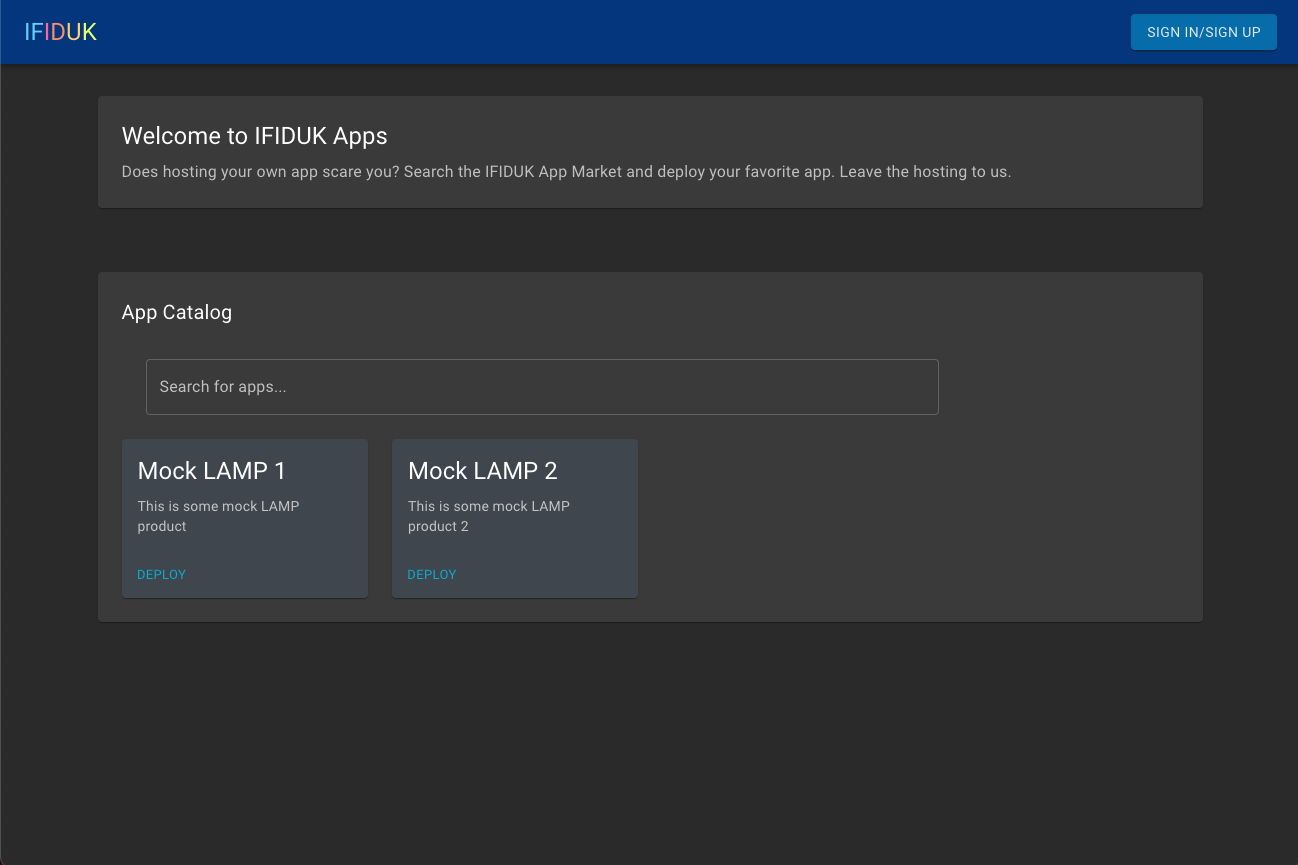 IFIDUK
SIGN IN/SIGN UP
Welcome to IFIDUK Apps
Does hosting your own app scare you? Search the IFIDUK App Market and deploy your favorite app. Leave the hosting to us.
App Catalog
Search for apps...
Mock LAMP 1
This is some mock LAMP
product
DEPLOY
Mock LAMP 2
This is some mock LAMP
product 2
DEPLOY